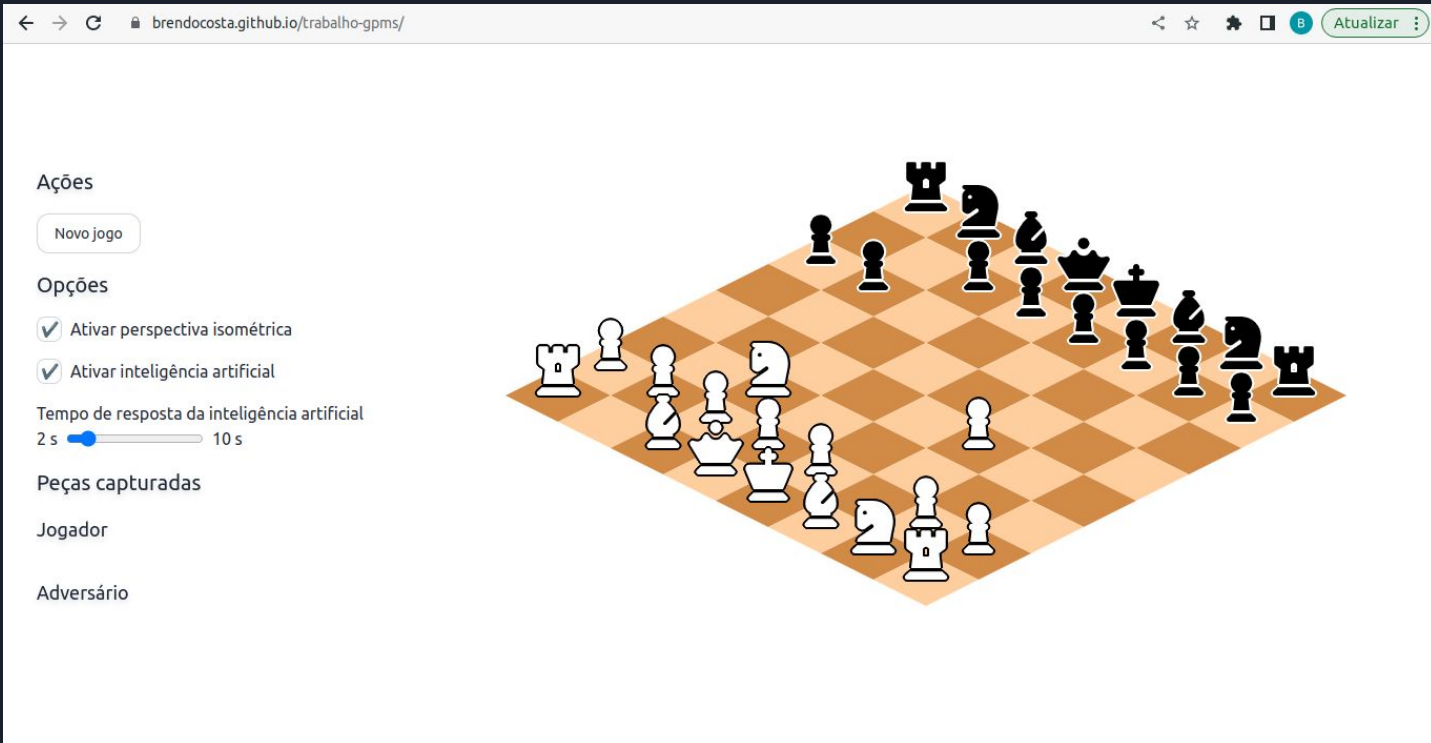 brendocosta.github.io/trabalho-gpms/
B
Atualizar
Ações
Novo jogo
Opções
Ativar perspectiva isométrica
Ativar inteligência artificial
Tempo de resposta da inteligência artificial
2 s 10 s
Peças capturadas
Jogador
Adversário